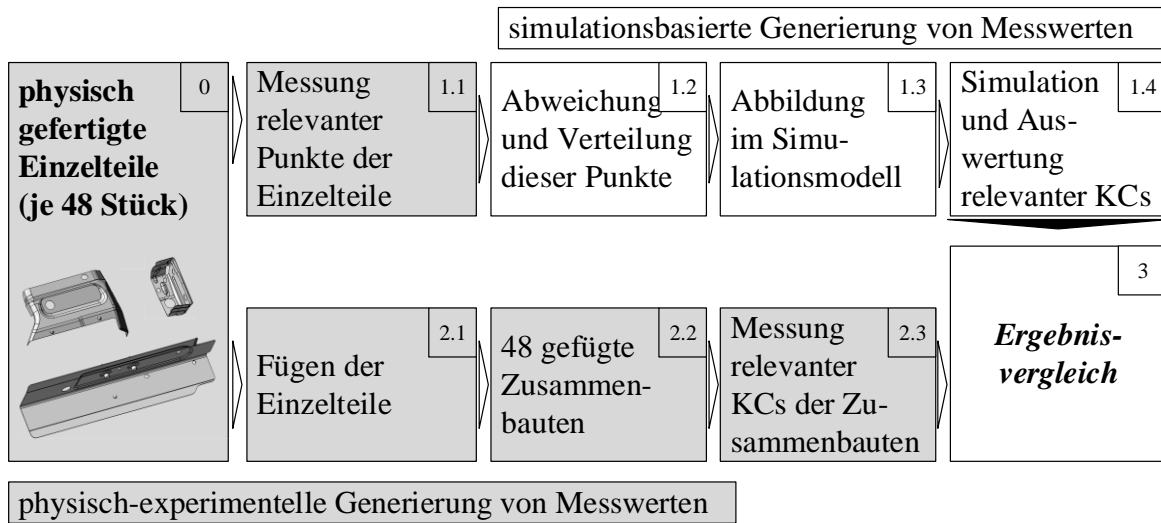 simulationsbasierte Generierung von Messwerten
0
physisch
gefertigte
Einzelteile
(je 48 Stück)
1.1
Messung
relevanter
Punkte der
Einzelteile
1.2
Abweichung
und Verteilung
dieser Punkte
1.3
Abbildung
im Simu-
lationsmodell
1.4
Simulation
und Aus-
wertung
relevanter KCs
2.1
Fügen der
Einzelteile
2.2
48 gefügte
Zusammen-
bauten
2.3
Messung
relevanter
KCs der Zu-
sammenbauten
3
Ergebnis-
vergleich
physisch-experimentelle Generierung von Messwerten